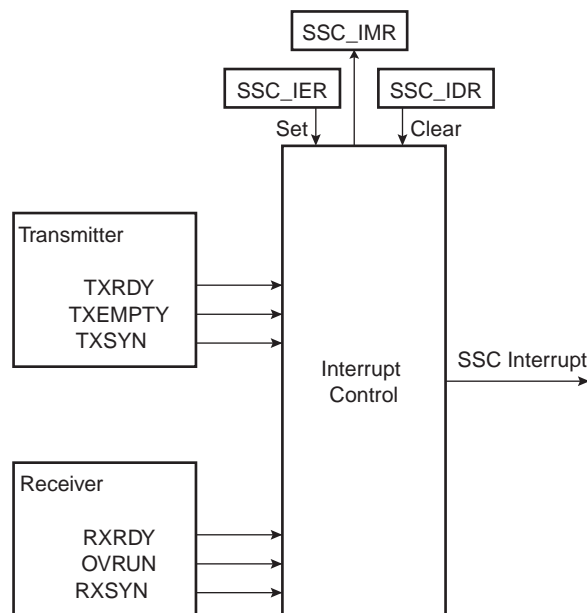 SSC_IMR
SSC_IER
SSC_IDR
Set
Clear
Transmitter
TXRDY
TXEMPTY
TXSYN
Interrupt
Control
SSC Interrupt
Receiver
RXRDY
OVRUN
RXSYN